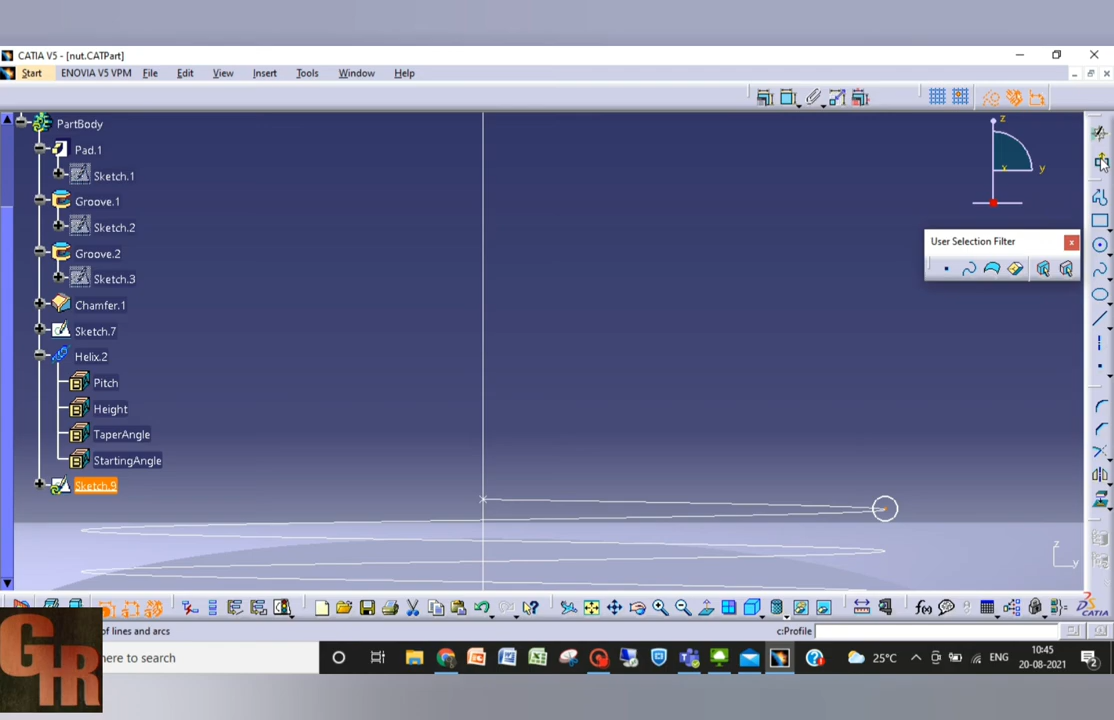 CATIA V5 - [nut.CATPart]
Start ENOVIA V5 VPM File Edit View Insert Tools Window Help
PartBody
Pad.1
Sketch.1
Groove.1
Sketch.2
Groove.2
Sketch.3
Chamfer.1
Sketch.7
Helix.2
Pitch
Height
TaperAngle
StartingAngle
Sketch.9
z
x
y
User Selection Filter
z
y
f(x)
CATIA
of lines and arcs
c:Profile
here to search
25°C
ENG
10:45
20-08-2021
2
GHR